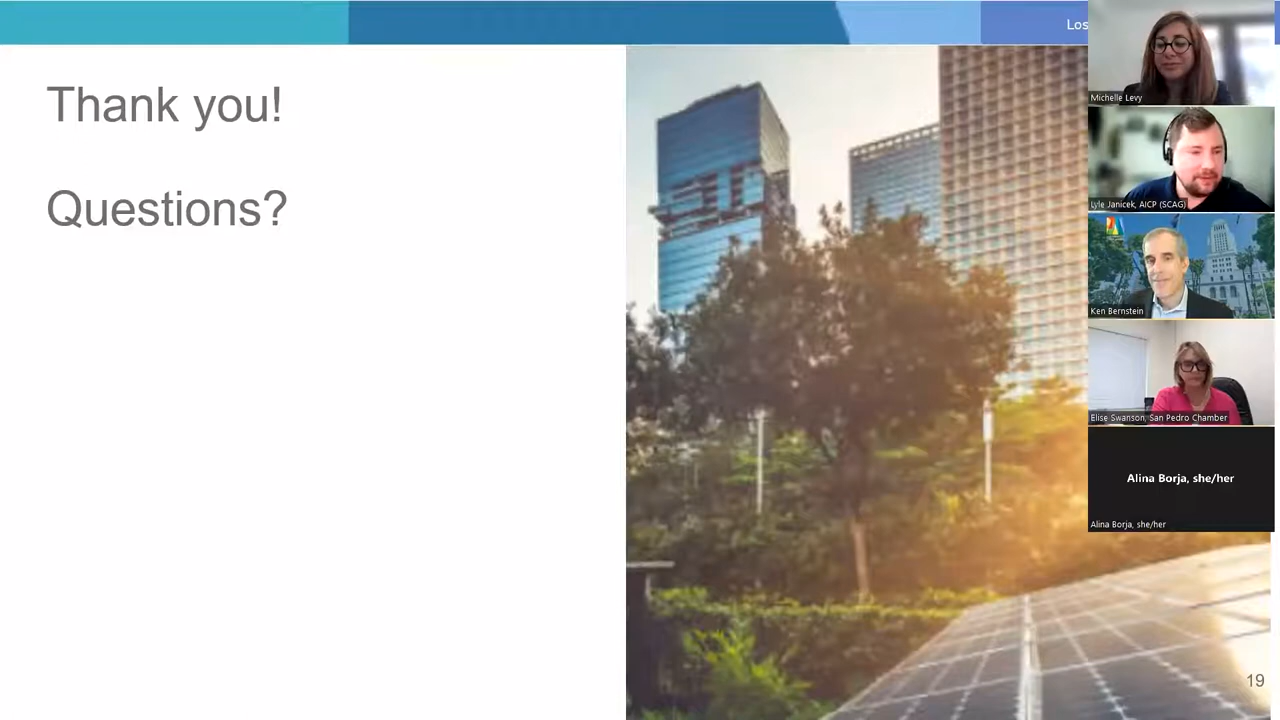 Thank you!
Questions?
Los
Michelle Levy
Lyle Janicek, AICP (SCAG)
Ken Bernstein
Elise Swanson, San Pedro Chamber
Alina Borja, she/her
Alina Borja, she/her
19